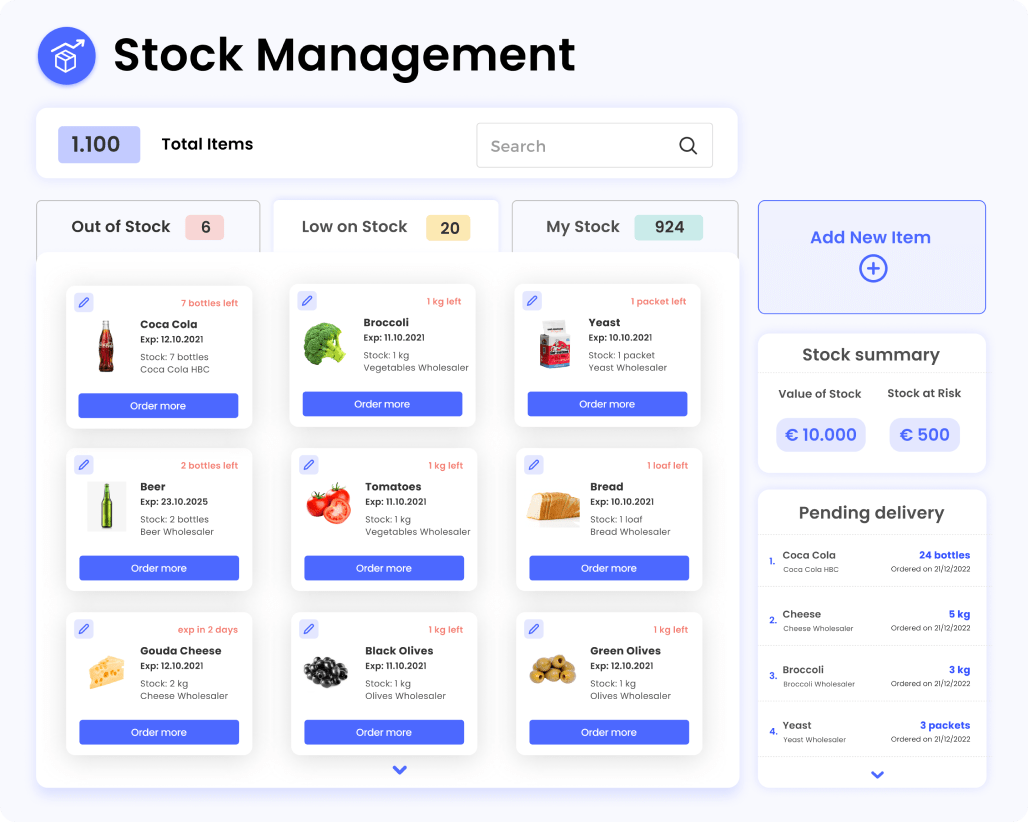 Stock Management
1.100
Total Items
Search
Out of Stock 6
Low on Stock 20
My Stock 924
7 bottles left
Coca Cola
Exp: 12.10.2021
Stock: 7 bottles
Coca Cola HBC
Order more
1 kg left
Broccoli
Exp: 11.10.2021
Stock: 1 kg
Vegetables Wholesaler
Order more
1 packet left
Yeast
Exp: 10.10.2021
Stock: 1 packet
Yeast Wholesaler
Order more
2 bottles left
Beer
Exp: 23.10.2025
Stock: 2 bottles
Beer Wholesaler
Order more
1 kg left
Tomatoes
Exp: 11.10.2021
Stock: 1 kg
Vegetables Wholesaler
Order more
1 loaf left
Bread
Exp: 10.10.2021
Stock: 1 loaf
Bread Wholesaler
Order more
exp in 2 days
Gouda Cheese
Exp: 12.10.2021
Stock: 2 kg
Cheese Wholesaler
Order more
1 kg left
Black Olives
Exp: 11.10.2021
Stock: 1 kg
Olives Wholesaler
Order more
1 kg left
Green Olives
Exp: 12.10.2021
Stock: 1 kg
Olives Wholesaler
Order more
Add New Item
Stock summary
Value of Stock
€ 10.000
Stock at Risk
€ 500
Pending delivery
1. Coca Cola 24 bottles
Coca Cola HBC Ordered on 21/12/2022
2. Cheese 5 kg
Cheese Wholesaler Ordered on 21/12/2022
3. Broccoli 3 kg
Broccoli Wholesaler Ordered on 21/12/2022
4. Yeast 3 packets
Yeast Wholesaler Ordered on 21/12/2022